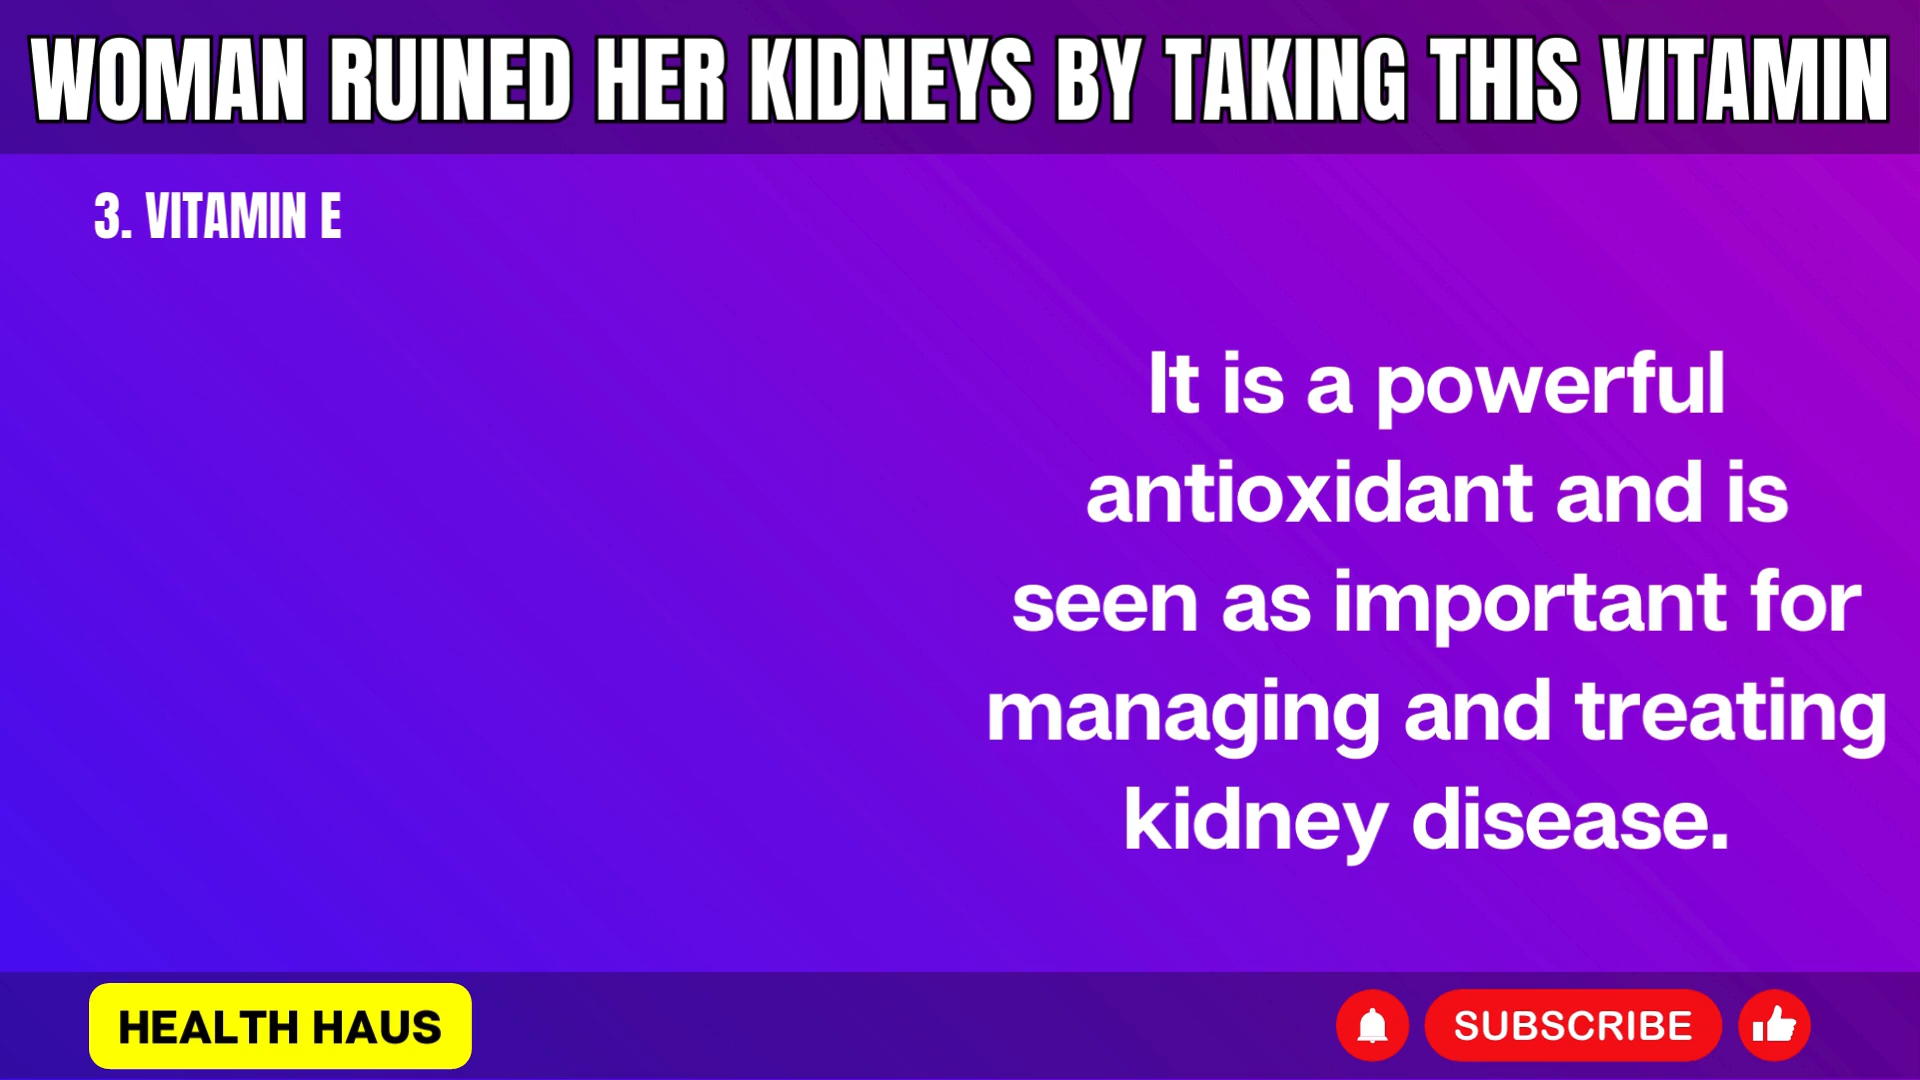 WOMAN RUINED HER KIDNEYS BY TAKING THIS VITAMIN
3. VITAMIN E
It is a powerful
antioxidant and is
seen as important for
managing and treating
kidney disease.
HEALTH HAUS
SUBSCRIBE